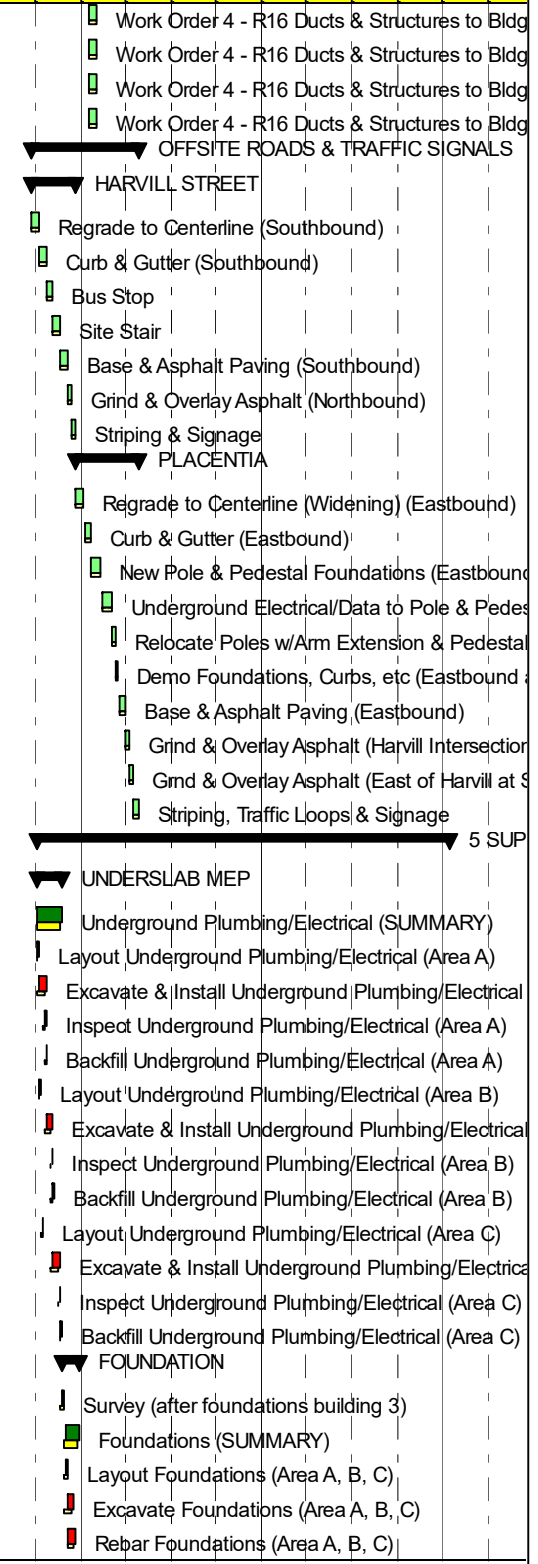 Work Order 4 - R16 Ducts & Structures to Bldg
Work Order 4 - R16 Ducts & Structures to Bldg
Work Order 4 - R16 Ducts & Structures to Bldg
Work Order 4 - R16 Ducts & Structures to Bldg
OFFSITE ROADS & TRAFFIC SIGNALS
HARVILL STREET
Regrade to Centerline (Southbound)
Curb & Gutter (Southbound)
Bus Stop
Site Stair
Base & Asphalt Paving (Southbound)
Grind & Overlay Asphalt (Northbound)
Striping & Signage
PLACENTIA
Regrade to Centerline (Widening) (Eastbound)
Curb & Gutter (Eastbound)
New Pole & Pedestal Foundations (Eastbound
Underground Electrical/Data to Pole & Pedes
Relocate Poles w/Arm Extension & Pedestal
Demo Foundations, Curbs, etc (Eastbound
Base & Asphalt Paving (Eastbound)
Grind & Overlay Asphalt (Harvill Intersection
Grind & Overlay Asphalt (East of Harvill at S
Striping, Traffic Loops & Signage
5 SUP
UNDERSLAB MEP
Underground Plumbing/Electrical (SUMMARY)
Layout Underground Plumbing/Electrical (Area A)
Excavate & Install Underground Plumbing/Electrical
Inspect Underground Plumbing/Electrical (Area A)
Backfill Underground Plumbing/Electrical (Area A)
Layout Underground Plumbing/Electrical (Area B)
Excavate & Install Underground Plumbing/Electrical
Inspect Underground Plumbing/Electrical (Area B)
Backfill Underground Plumbing/Electrical (Area B)
Layout Underground Plumbing/Electrical (Area C)
Excavate & Install Underground Plumbing/Electrica
Inspect Underground Plumbing/Electrical (Area C)
Backfill Underground Plumbing/Electrical (Area C)
FOUNDATION
Survey (after foundations building 3)
Foundations (SUMMARY)
Layout Foundations (Area A, B, C)
Excavate Foundations (Area A, B, C)
Rebar Foundations (Area A, B, C)